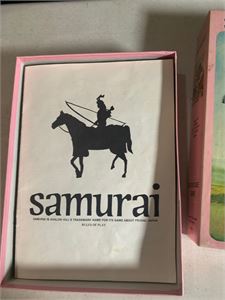 samurai
SAMURAI IS AVALON HILL'S TRADEMARK NAME FOR ITS GAME ABOUT FEUDAL JAPAN
RULES OF PLAY